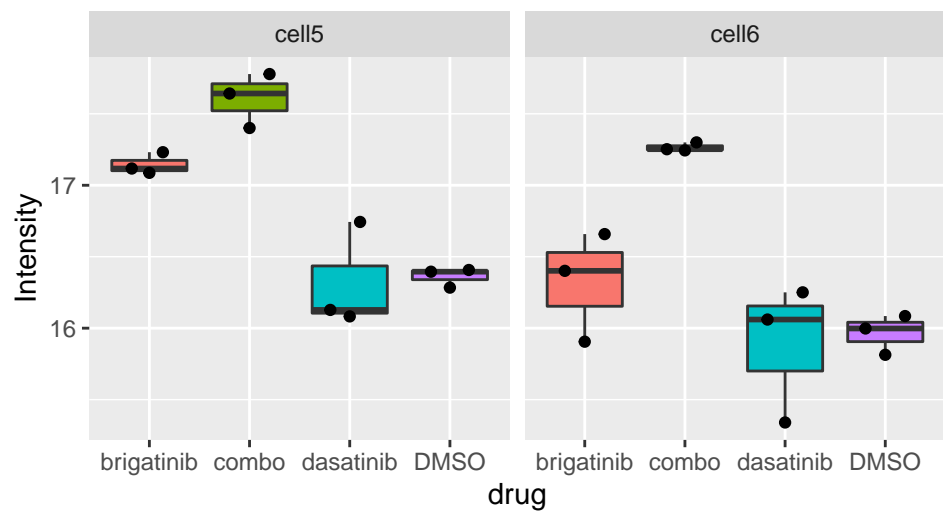 cell5 cell6
Intensity
17
16
brigatinib combo dasatinib DMSO brigatinib combo dasatinib DMSO
drug